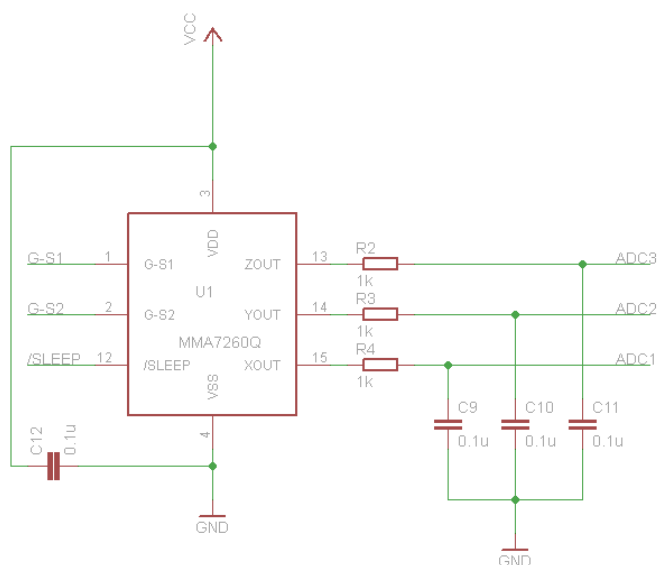 VCC
3
VDD
G-S1 1 G-S1 ZOUT 13 R2 1k ADC3
U1
G-S2 2 G-S2 YOUT 14 R3 1k ADC2
MMA7260Q
/SLEEP 12 /SLEEP XOUT 15 R4 1k ADC1
VSS
4
C12 0.1u
C9 0.1u
C10 0.1u
C11 0.1u
GND
GND